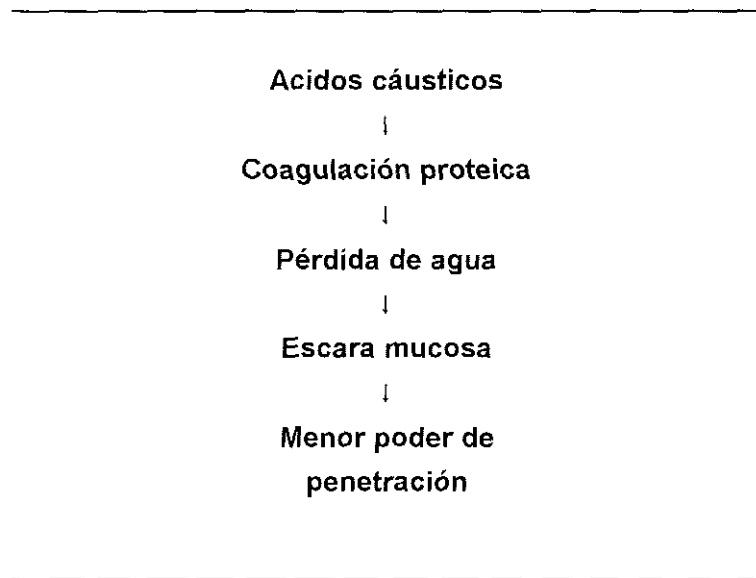 Acidos cáusticos
↓
Coagulación proteica
↓
Pérdida de agua
↓
Escara mucosa
↓
Menor poder de
penetración